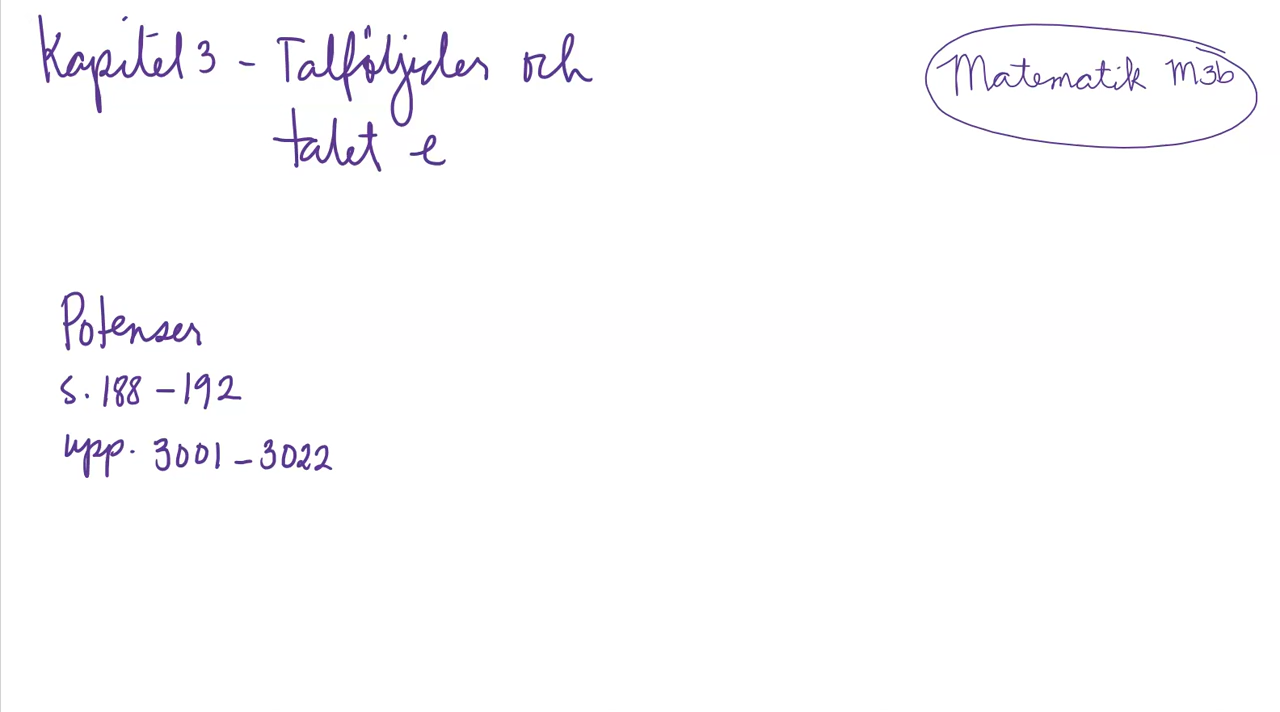 Kapitel 3 - Talföljder och
talet e
Matematik M3b
Potenser
s. 188 - 192
upp. 3001 - 3022